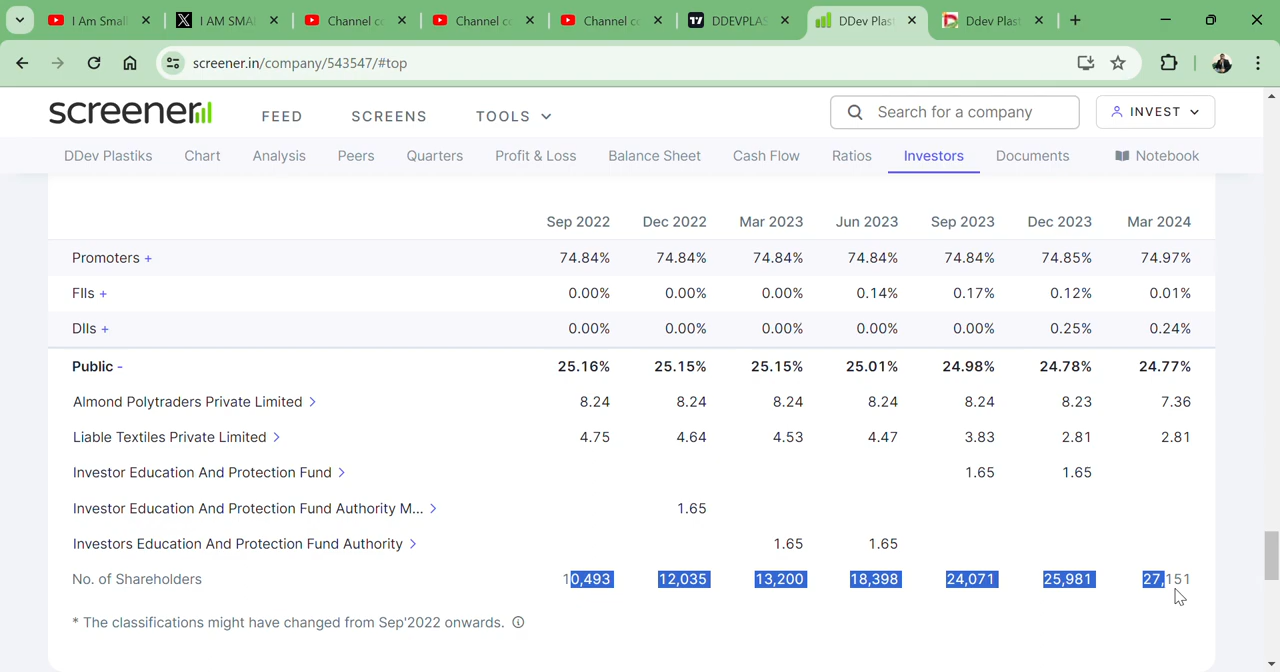 I Am Small
I AM SMA
Channel co
Channel co
Channel co
DDEVPLAS
DDev Plas
Ddev Plast
screener.in/company/543547/#top
screener
FEED
SCREENS
TOOLS
Search for a company
INVEST
DDev Plastiks Chart Analysis Peers Quarters Profit & Loss Balance Sheet Cash Flow Ratios Investors Documents Notebook
Sep 2022 Dec 2022 Mar 2023 Jun 2023 Sep 2023 Dec 2023 Mar 2024
Promoters + 74.84% 74.84% 74.84% 74.84% 74.84% 74.85% 74.97%
FIIs + 0.00% 0.00% 0.00% 0.14% 0.17% 0.12% 0.01%
DIIs + 0.00% 0.00% 0.00% 0.00% 0.00% 0.25% 0.24%
Public - 25.16% 25.15% 25.15% 25.01% 24.98% 24.78% 24.77%
Almond Polytraders Private Limited > 8.24 8.24 8.24 8.24 8.24 8.23 7.36
Liable Textiles Private Limited > 4.75 4.64 4.53 4.47 3.83 2.81 2.81
Investor Education And Protection Fund > 1.65 1.65
Investor Education And Protection Fund Authority M... > 1.65
Investors Education And Protection Fund Authority > 1.65 1.65
No. of Shareholders 10,493 12,035 13,200 18,398 24,071 25,981 27,151
* The classifications might have changed from Sep'2022 onwards.